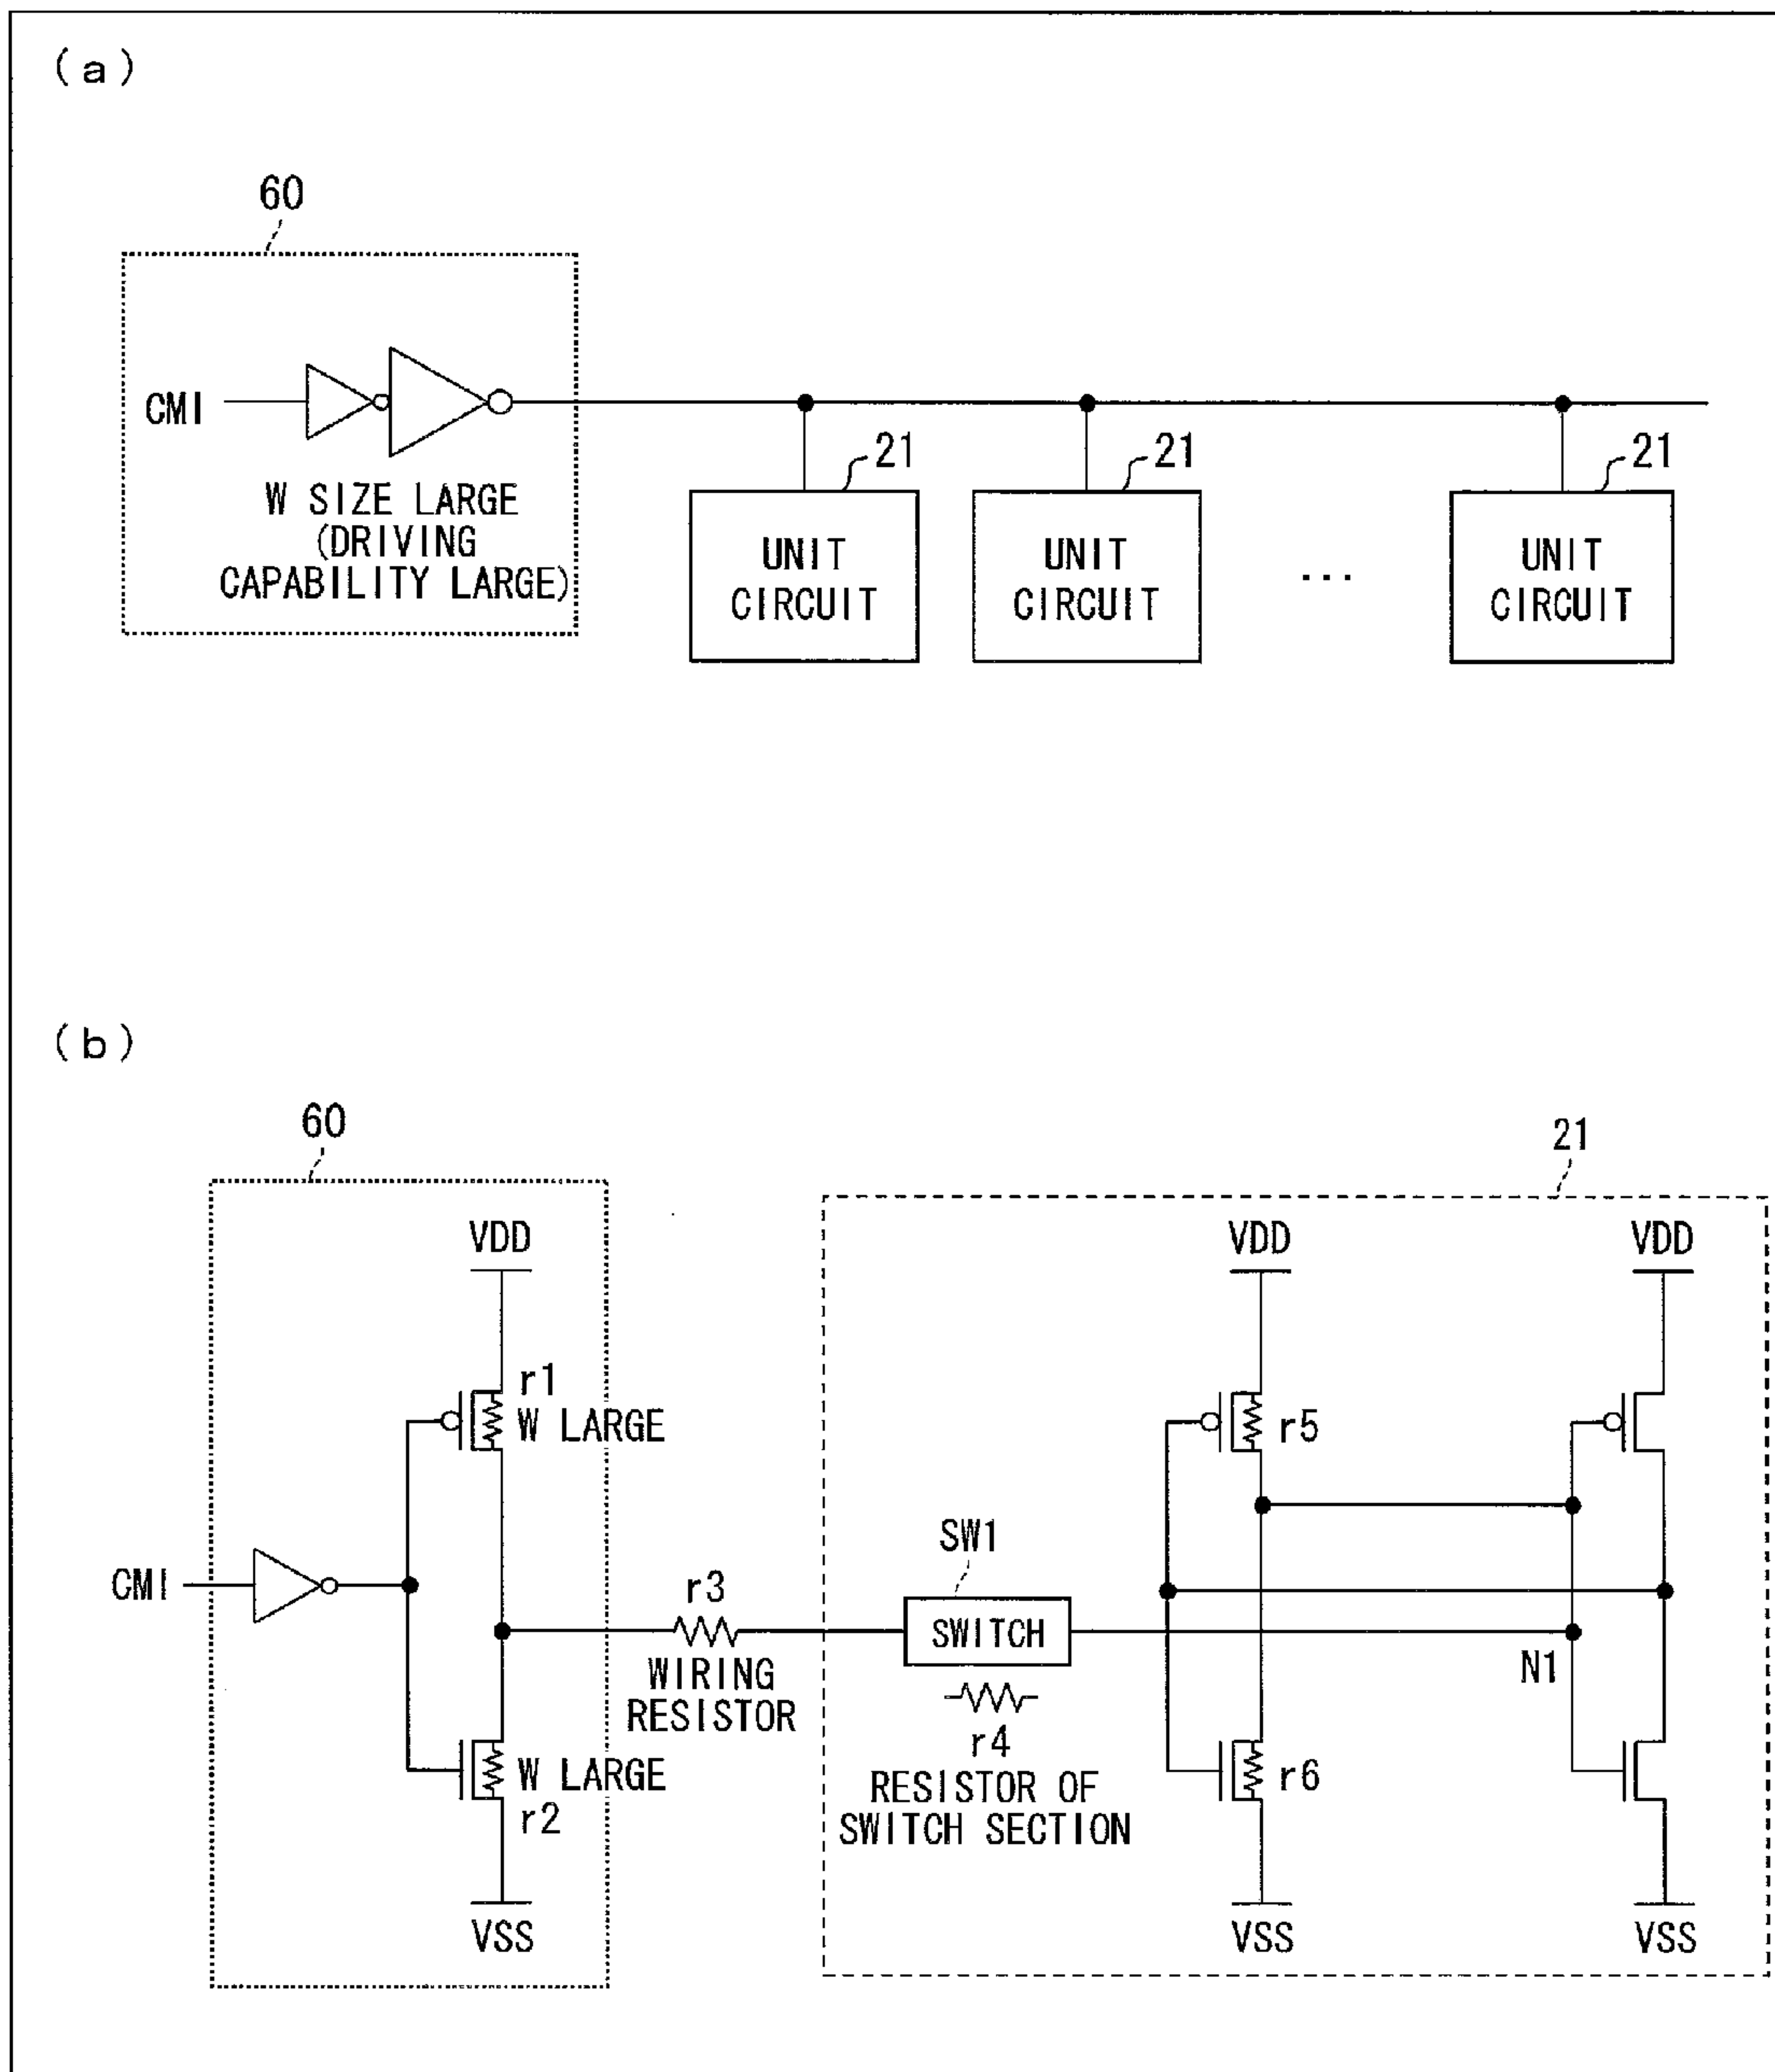 (a)
60
CMI
W SIZE LARGE
(DRIVING
CAPABILITY LARGE)
21
21
21
UNIT
CIRCUIT
UNIT
CIRCUIT
...
UNIT
CIRCUIT
(b)
60
21
VDD
VDD
VDD
r1
W LARGE
r5
CMI
r3
WIRING
RESISTOR
SW1
SWITCH
N1
r4
RESISTOR OF
SWITCH SECTION
W LARGE
r2
r6
VSS
VSS
VSS